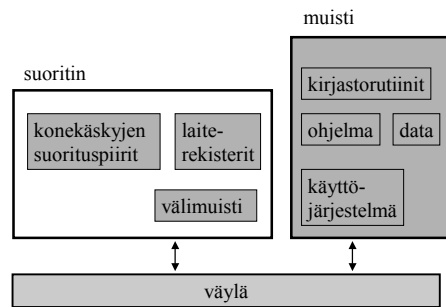 muisti
suoritin
kirjastorutiinit
konekäskyjen
suorituspiirit
laite-
rekisterit
ohjelma
data
välimuisti
käyttö-
järjestelmä
väylä